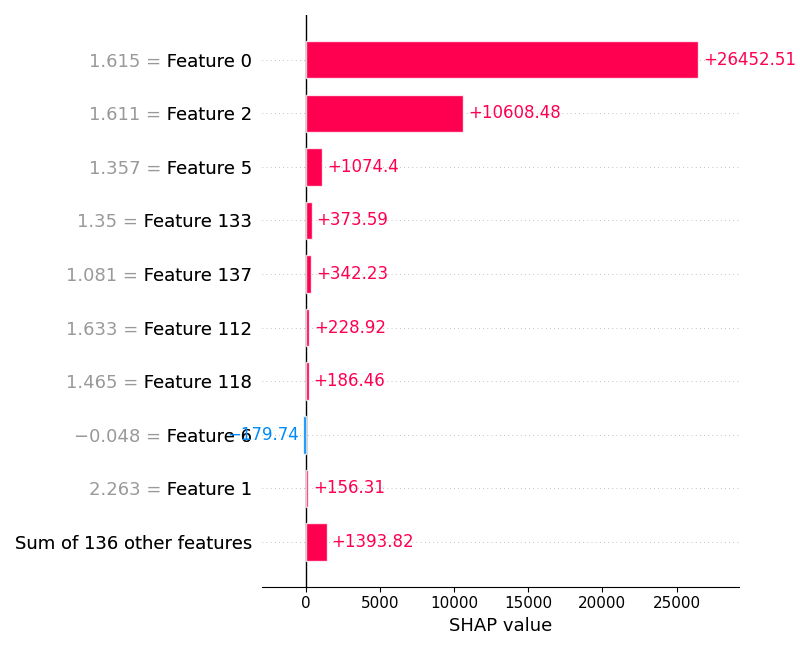 1.615 = Feature 0 +26452.51
1.611 = Feature 2 +10608.48
1.357 = Feature 5 +1074.4
1.35 = Feature 133 +373.59
1.081 = Feature 137 +342.23
1.633 = Feature 112 +228.92
1.465 = Feature 118 +186.46
−0.048 = Feature 6 −179.74
2.263 = Feature 1 +156.31
Sum of 136 other features +1393.82
0 5000 10000 15000 20000 25000
SHAP value